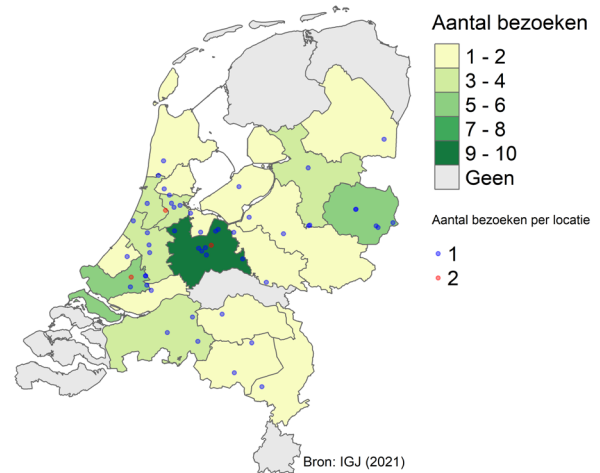 Aantal bezoeken
1 - 2
3 - 4
5 - 6
7 - 8
9 - 10
Geen
Aantal bezoeken per locatie
1
2
Bron: IGJ (2021)